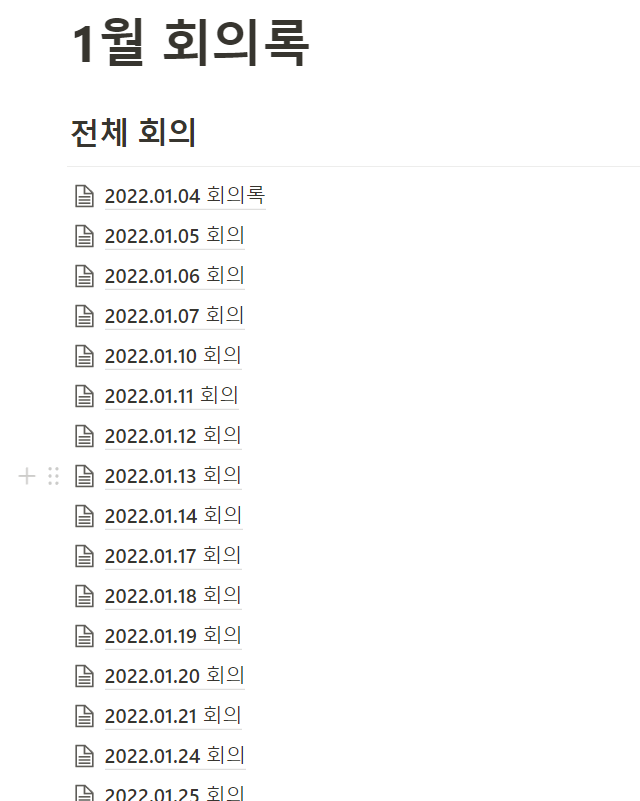 1월 회의록
전체 회의
2022.01.04 회의록
2022.01.05 회의
2022.01.06 회의
2022.01.07 회의
2022.01.10 회의
2022.01.11 회의
2022.01.12 회의
2022.01.13 회의
2022.01.14 회의
2022.01.17 회의
2022.01.18 회의
2022.01.19 회의
2022.01.20 회의
2022.01.21 회의
2022.01.24 회의
2022.01.25 회의